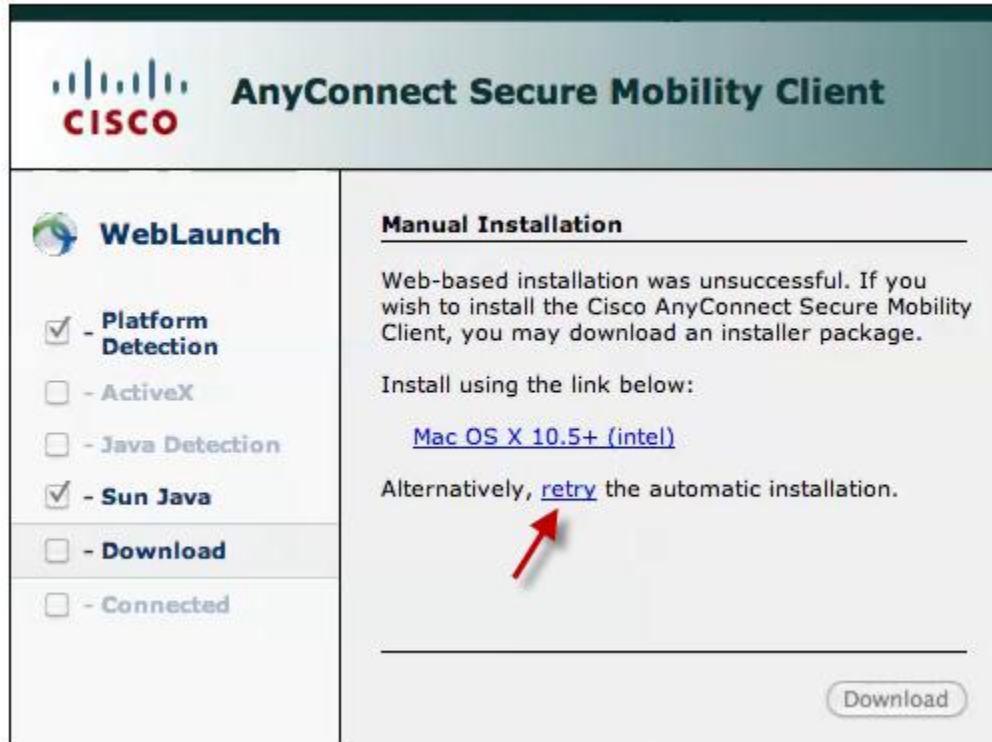 CISCO
AnyConnect Secure Mobility Client
WebLaunch
- Platform
Detection
- ActiveX
- Java Detection
- Sun Java
- Download
- Connected
Manual Installation
Web-based installation was unsuccessful. If you
wish to install the Cisco AnyConnect Secure Mobility
Client, you may download an installer package.
Install using the link below:
Mac OS X 10.5+ (intel)
Alternatively, retry the automatic installation.
Download